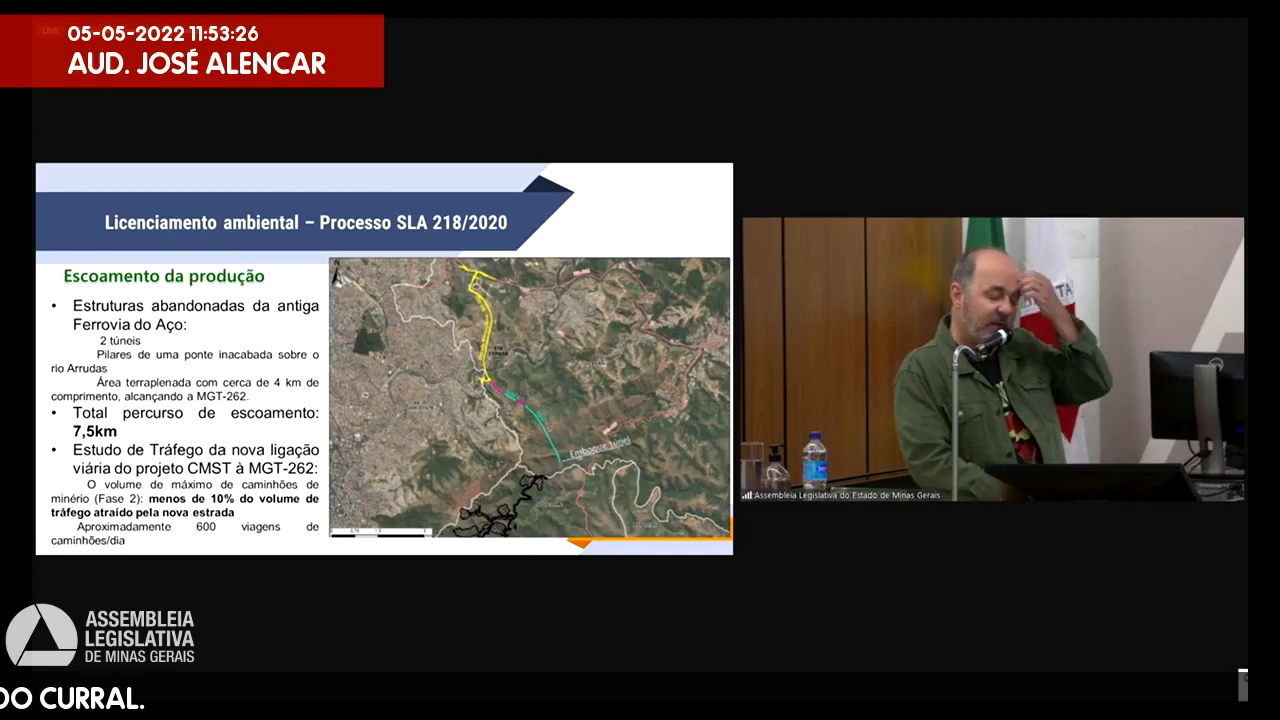 05-05-2022 11:53:26
AUD. JOSÉ ALENCAR
Licenciamento ambiental – Processo SLA 218/2020
Escoamento da produção
• Estruturas abandonadas da antiga
Ferrovia do Aço:
2 túneis
Pilares de uma ponte inacabada sobre o
rio Arrudas
Área terraplenada com cerca de 4 km de
comprimento, alcançando a MGT-262.
• Total percurso de escoamento:
7,5km
• Estudo de Tráfego da nova ligação
viária do projeto CMST à MGT-262:
O volume de máximo de caminhões de
minério (Fase 2): menos de 10% do volume de
tráfego atraído pela nova estrada
Aproximadamente 600 viagens de
caminhões/dia
Emboque Túnel
Assembleia Legislativa do Estado de Minas Gerais
ASSEMBLEIA
LEGISLATIVA
DE MINAS GERAIS
DO CURRAL.